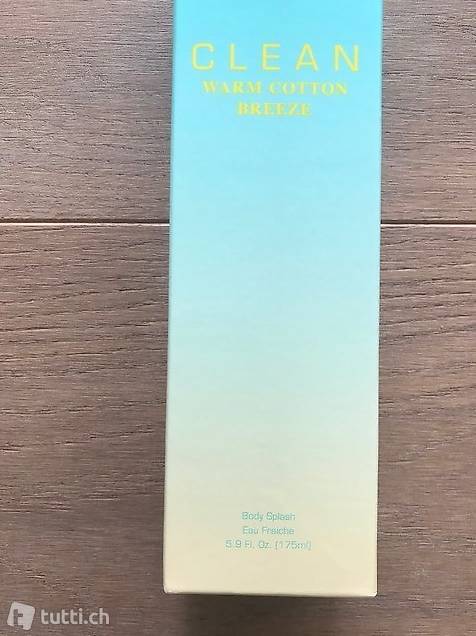 CLEAN
WARM COTTON
BREEZE
Body Splash
Eau Fraiche
5.9 Fl. Oz. [175ml]
tutti.ch